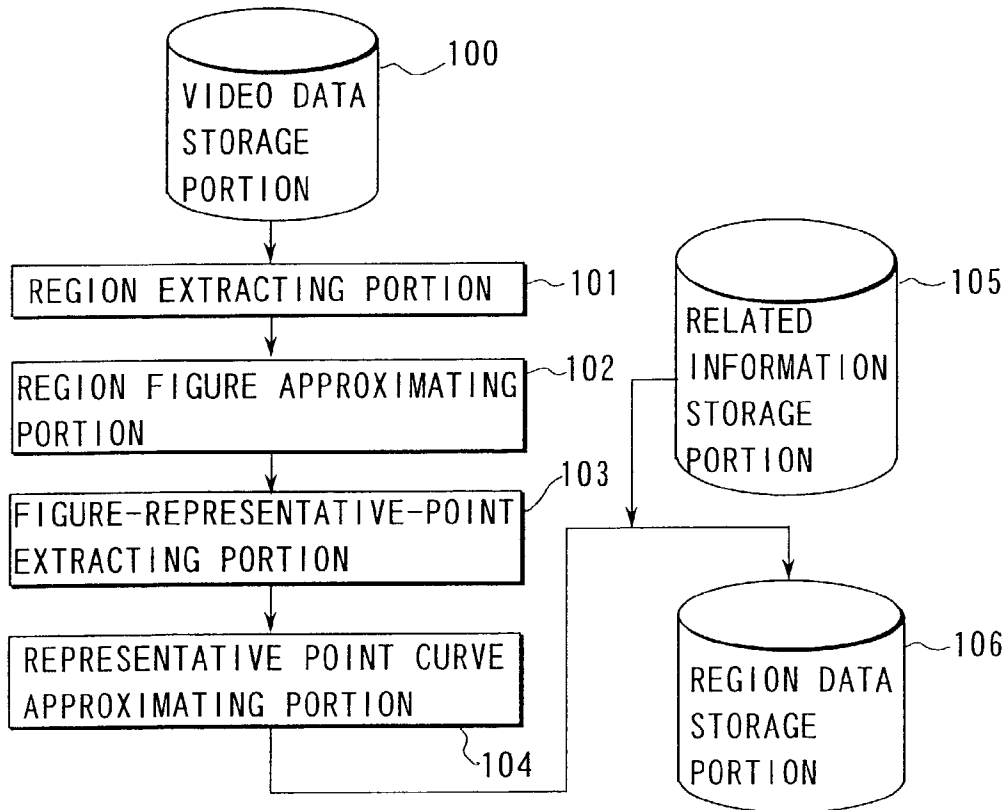 100
VIDEO DATA
STORAGE
PORTION
REGION EXTRACTING PORTION
101
REGION FIGURE APPROXIMATING
PORTION
102
FIGURE-REPRESENTATIVE-POINT
EXTRACTING PORTION
103
REPRESENTATIVE POINT CURVE
APPROXIMATING PORTION
104
105
RELATED
INFORMATION
STORAGE
PORTION
106
REGION DATA
STORAGE
PORTION